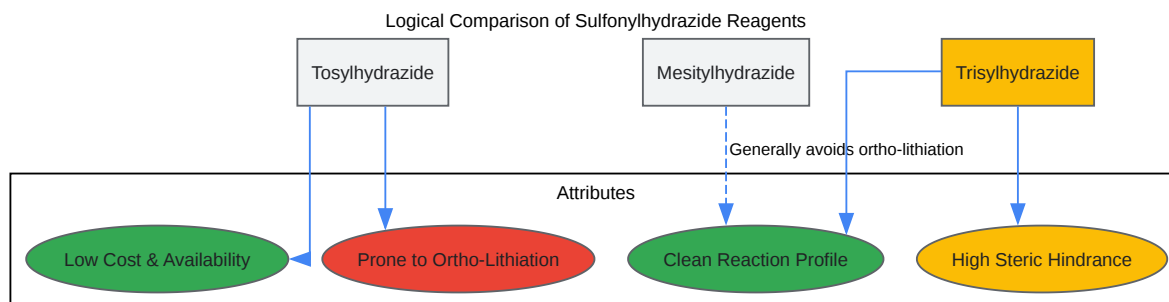 Logical Comparison of Sulfonylhydrazide Reagents
Tosylhydrazide
Mesitylhydrazide
Trisylhydrazide
Generally avoids ortho-lithiation
Attributes
Low Cost & Availability
Prone to Ortho-Lithiation
Clean Reaction Profile
High Steric Hindrance